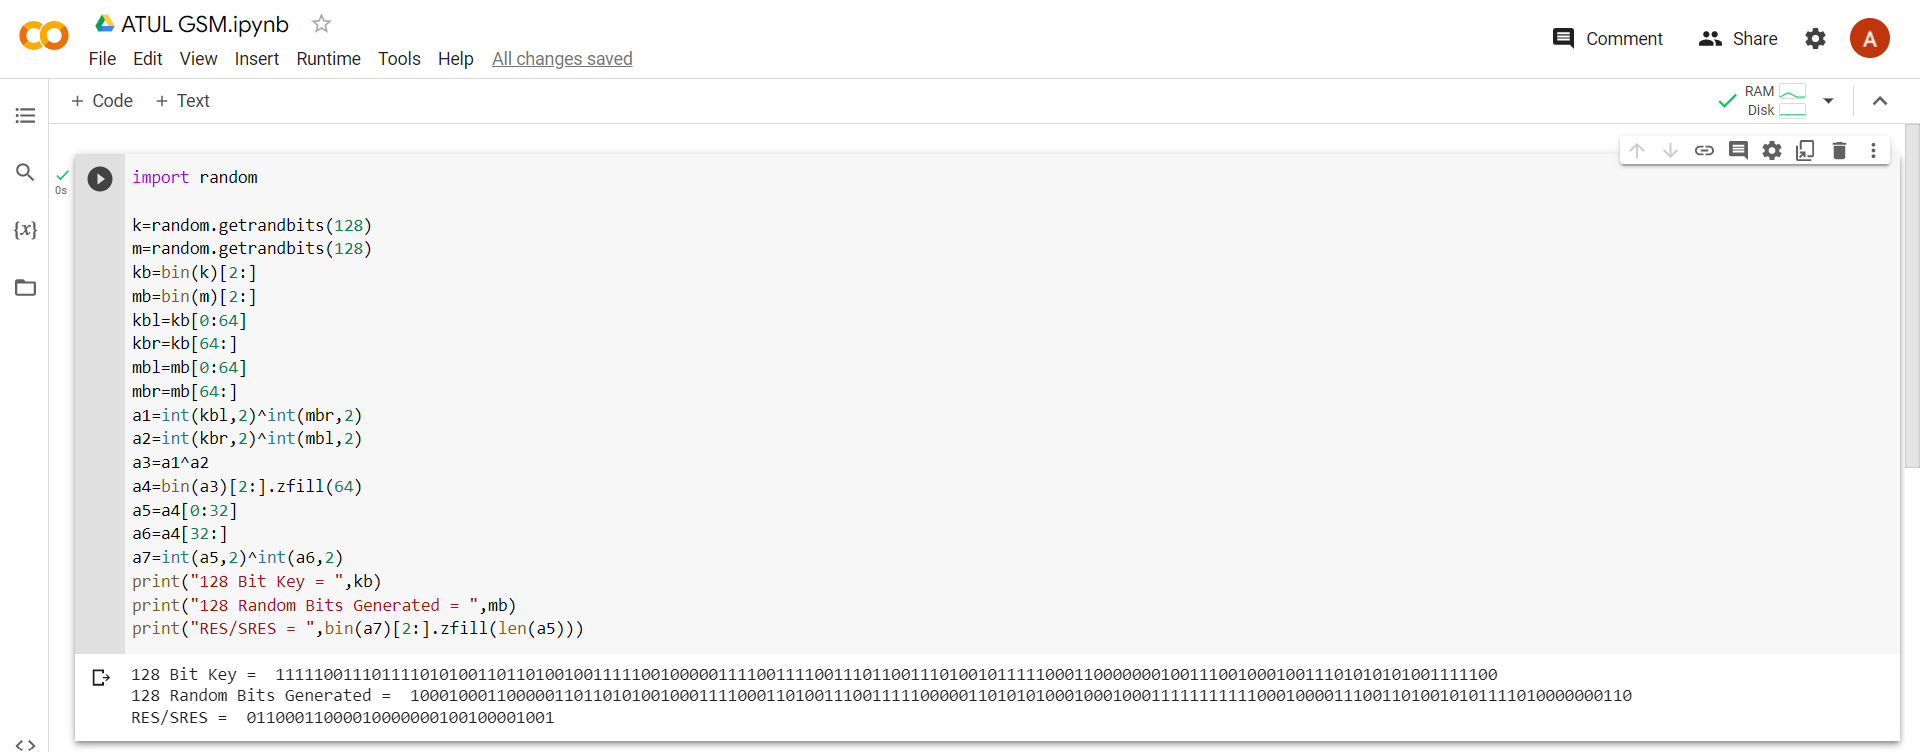 ATUL GSM.ipynb
File Edit View Insert Runtime Tools Help All changes saved
Comment Share A
+ Code + Text
RAM
Disk
{x}
0s
import random
k=random.getrandbits(128)
m=random.getrandbits(128)
kb=bin(k)[2:]
mb=bin(m)[2:]
kbl=kb[0:64]
kbr=kb[64:]
mbl=mb[0:64]
mbr=mb[64:]
a1=int(kbl,2)^int(mbr,2)
a2=int(kbr,2)^int(mbl,2)
a3=a1^a2
a4=bin(a3)[2:].zfill(64)
a5=a4[0:32]
a6=a4[32:]
a7=int(a5,2)^int(a6,2)
print("128 Bit Key = ",kb)
print("128 Random Bits Generated = ",mb)
print("RES/SRES = ",bin(a7)[2:].zfill(len(a5)))
128 Bit Key =  11111001110111101010011011010010011111001000001111001111001110110011101001011111000110000000010011100100010011101010101001111100
128 Random Bits Generated =  10001000110000011011010100100011111000110100111001111100000110101010001000100011111111111000100001110011010010101111010000000110
RES/SRES =  01100011000010000000100100001001